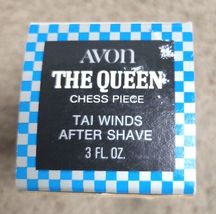 AVON
THE QUEEN
CHESS PIECE
TAI WINDS
AFTER SHAVE
3 FL. OZ.